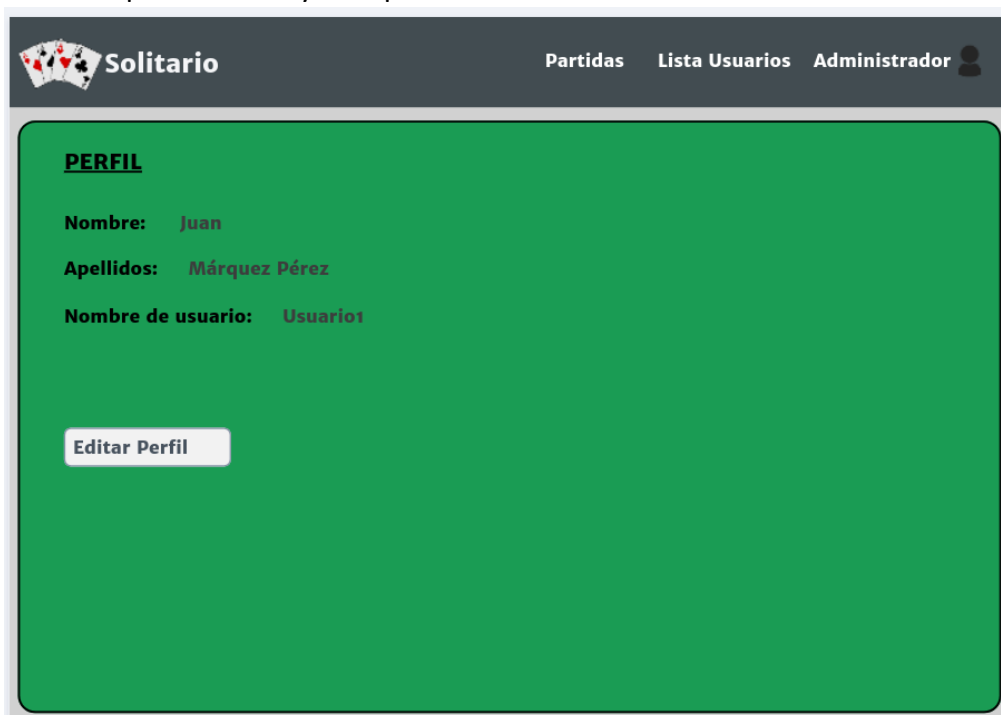 Solitario
Partidas Lista Usuarios Administrador
PERFIL
Nombre: Juan
Apellidos: Márquez Pérez
Nombre de usuario: Usuario1
Editar Perfil